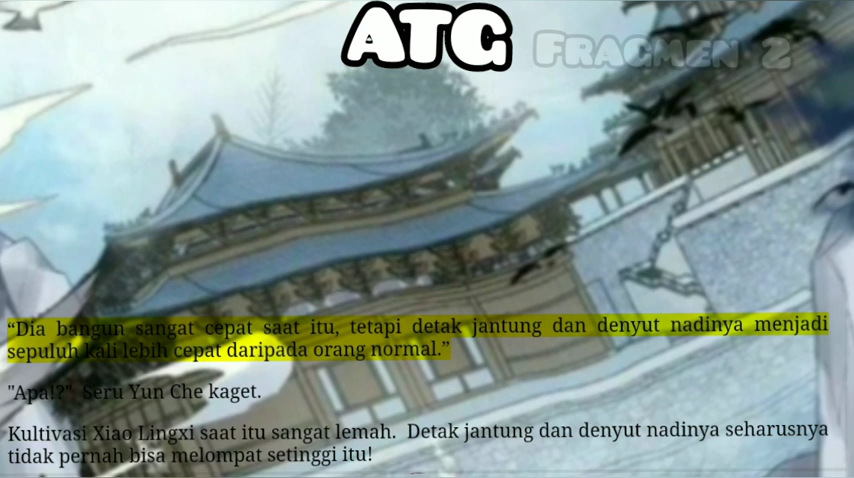 ATG FRAGMEN 2
“Dia bangun sangat cepat saat itu, tetapi detak jantung dan denyut nadinya menjadi
sepuluh kali lebih cepat daripada orang normal.”
"Apa!?" Seru Yun Che kaget.
Kultivasi Xiao Lingxi saat itu sangat lemah. Detak jantung dan denyut nadinya seharusnya
tidak pernah bisa melompat setinggi itu!